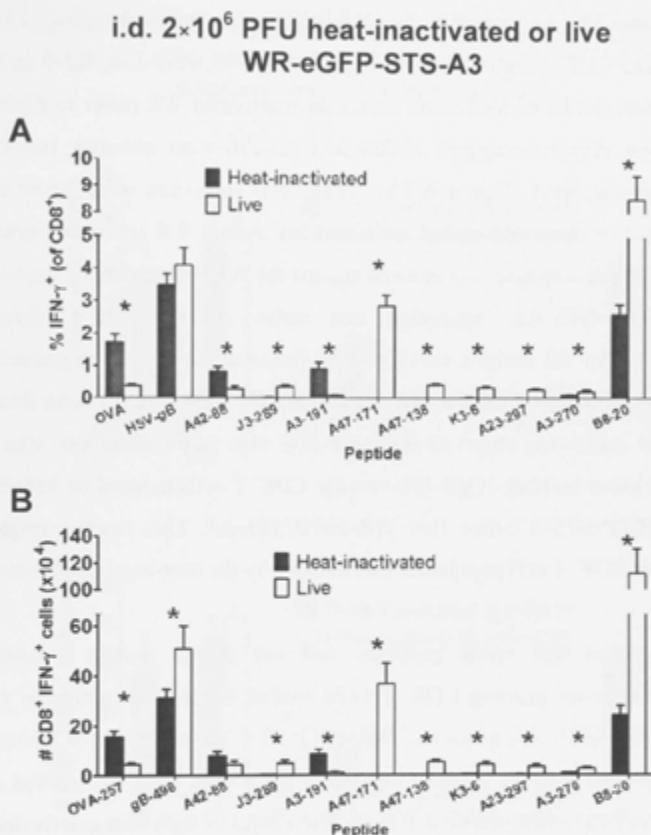 i.d. 2×10⁶ PFU heat-inactivated or live
WR-eGFP-STS-A3
A
% IFN-γ⁺ (of CD8⁺)
10
9
8
5
4
3
2
1
0
Heat-inactivated
Live
*
*
*
*
*
*
*
*
*
*
OVA
HSV-gB
A42-88
J3-289
A3-191
A47-171
A47-138
K3-6
A23-297
A3-270
B8-20
Peptide
B
# CD8⁺ IFN-γ⁺ cells (x10⁻⁴)
140
120
100
60
40
20
0
Heat-inactivated
Live
*
*
*
*
*
*
*
*
*
*
OVA-257
gB-498
A42-88
J3-289
A3-191
A47-171
A47-138
K3-6
A23-297
A3-270
B8-20
Peptide